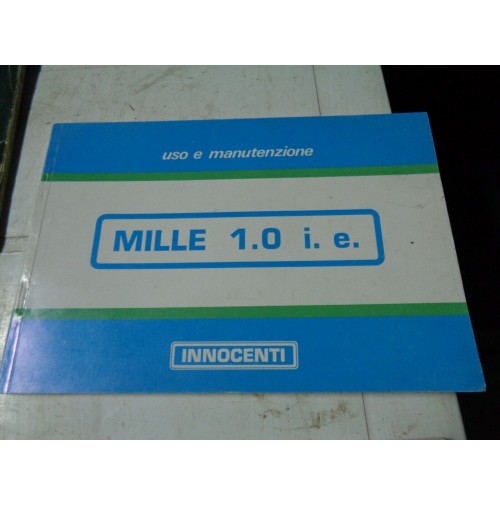 uso e manutenzione
MILLE 1.0 i. e.
INNOCENTI